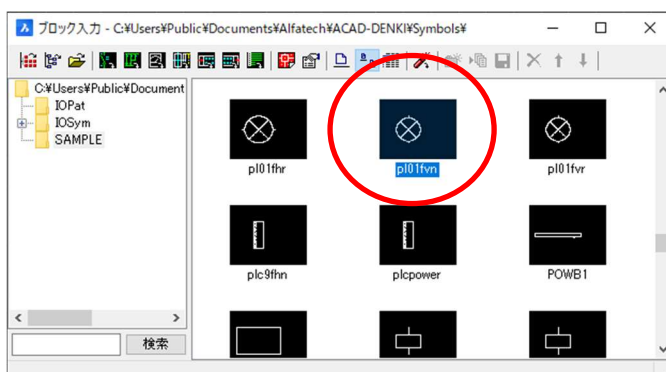 ブロック入力 - C:¥Users¥Public¥Documents¥Alfatech¥ACAD-DENKI¥Symbols¥
C:¥Users¥Public¥Document
IOPat
IOSym
SAMPLE
pl01fhr
pl01fvn
pl01fvr
plc9fhn
plcpower
POWB1
検索